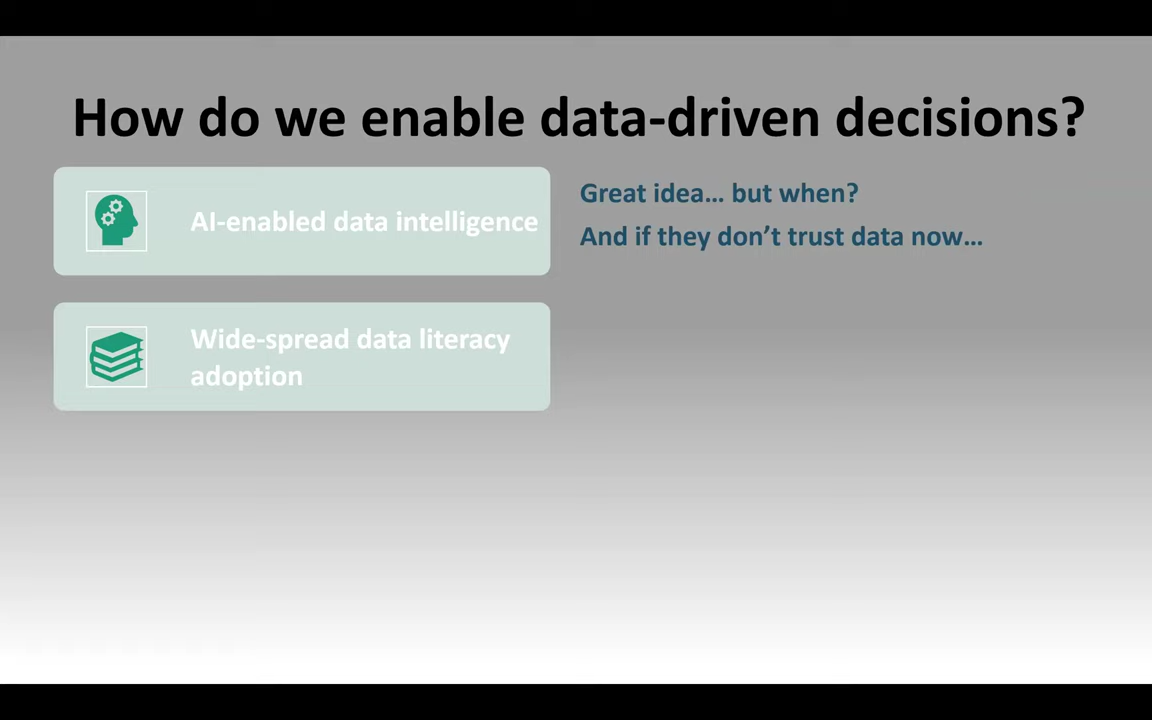 How do we enable data-driven decisions?
AI-enabled data intelligence
Great idea… but when?
And if they don’t trust data now…
Wide-spread data literacy
adoption